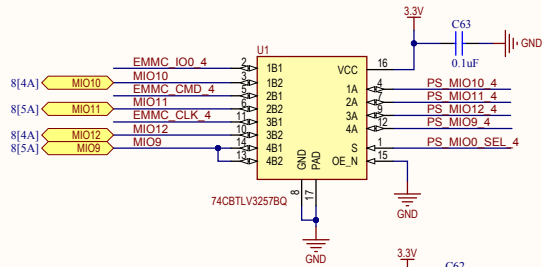 3.3V
C63
GND
0.1uF
U1
EMMC_IO0_4 2 1B1 VCC 16
8[4A] MIO10 MIO10 3 1B2 1A 4 PS_MIO10_4
EMMC_CMD_4 5 2B1 2A 7 PS_MIO11_4
8[5A] MIO11 MIO11 6 2B2 3A 9 PS_MIO12_4
EMMC_CLK_4 11 3B1 4A 12 PS_MIO9_4
8[4A] MIO12 MIO12 10 3B2
8[5A] MIO9 MIO9 14 4B1 S 1 PS_MIO0_SEL_4
13 4B2 OE_N 15
GND PAD
74CBTLV3257BQ
8 17
GND
GND
3.3V
C62